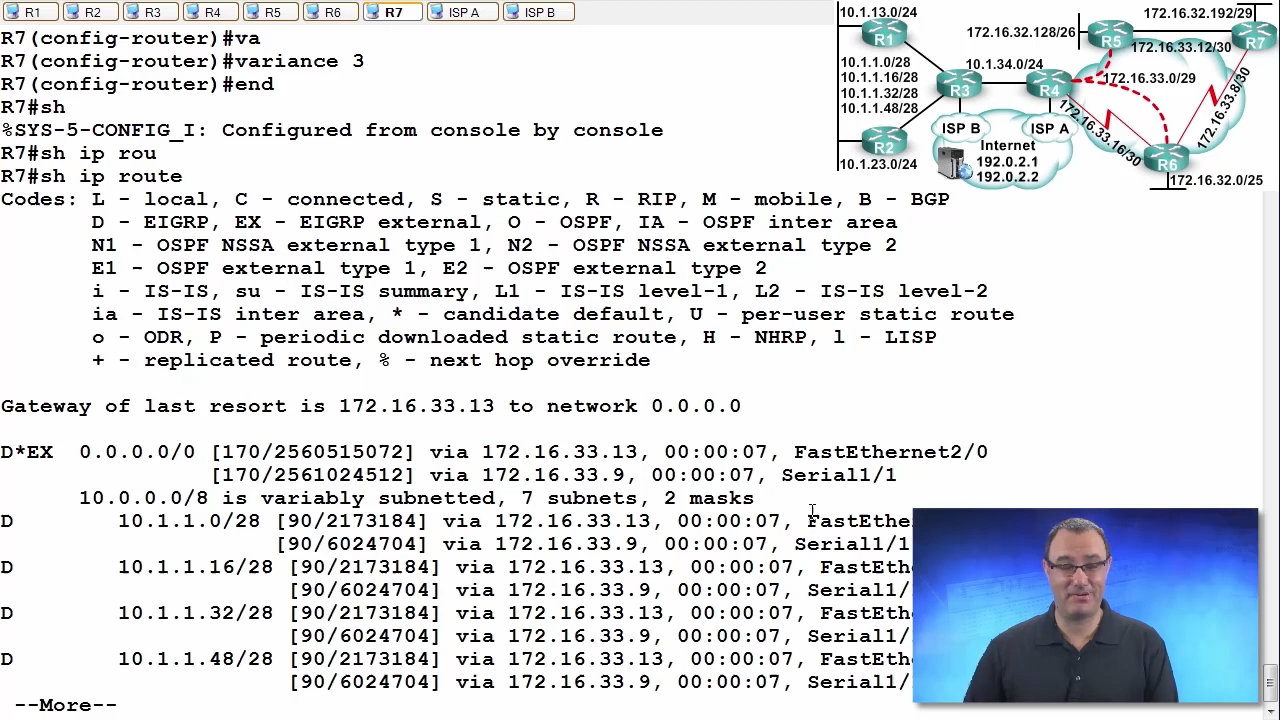 R1 R2 R3 R4 R5 R6 R7 ISP A ISP B
R7(config-router)#va
R7(config-router)#variance 3
R7(config-router)#end
R7#sh
%SYS-5-CONFIG_I: Configured from console by console
R7#sh ip rou
R7#sh ip route
Codes: L - local, C - connected, S - static, R - RIP, M - mobile, B - BGP
D - EIGRP, EX - EIGRP external, O - OSPF, IA - OSPF inter area
N1 - OSPF NSSA external type 1, N2 - OSPF NSSA external type 2
E1 - OSPF external type 1, E2 - OSPF external type 2
i - IS-IS, su - IS-IS summary, L1 - IS-IS level-1, L2 - IS-IS level-2
ia - IS-IS inter area, * - candidate default, U - per-user static route
o - ODR, P - periodic downloaded static route, H - NHRP, l - LISP
+ - replicated route, % - next hop override
Gateway of last resort is 172.16.33.13 to network 0.0.0.0
D*EX 0.0.0.0/0 [170/2560515072] via 172.16.33.13, 00:00:07, FastEthernet2/0
[170/2561024512] via 172.16.33.9, 00:00:07, Serial1/1
10.0.0.0/8 is variably subnetted, 7 subnets, 2 masks
D 10.1.1.0/28 [90/2173184] via 172.16.33.13, 00:00:07, FastEther
[90/6024704] via 172.16.33.9, 00:00:07, Serial1/1
D 10.1.1.16/28 [90/2173184] via 172.16.33.13, 00:00:07, FastEth
[90/6024704] via 172.16.33.9, 00:00:07, Serial1/
D 10.1.1.32/28 [90/2173184] via 172.16.33.13, 00:00:07, FastEth
[90/6024704] via 172.16.33.9, 00:00:07, Serial1/
D 10.1.1.48/28 [90/2173184] via 172.16.33.13, 00:00:07, FastEth
[90/6024704] via 172.16.33.9, 00:00:07, Serial1/
--More--
10.1.13.0/24
R1
10.1.1.0/28
10.1.1.16/28
10.1.1.32/28
10.1.1.48/28
R2
10.1.23.0/24
R3
10.1.34.0/24
R4
ISP B
ISP A
Internet
192.0.2.1
192.0.2.2
172.16.32.128/26
R5
172.16.32.192/29
R7
172.16.33.12/30
172.16.33.0/29
172.16.33.8/30
172.16.33.16/30
R6
172.16.32.0/25